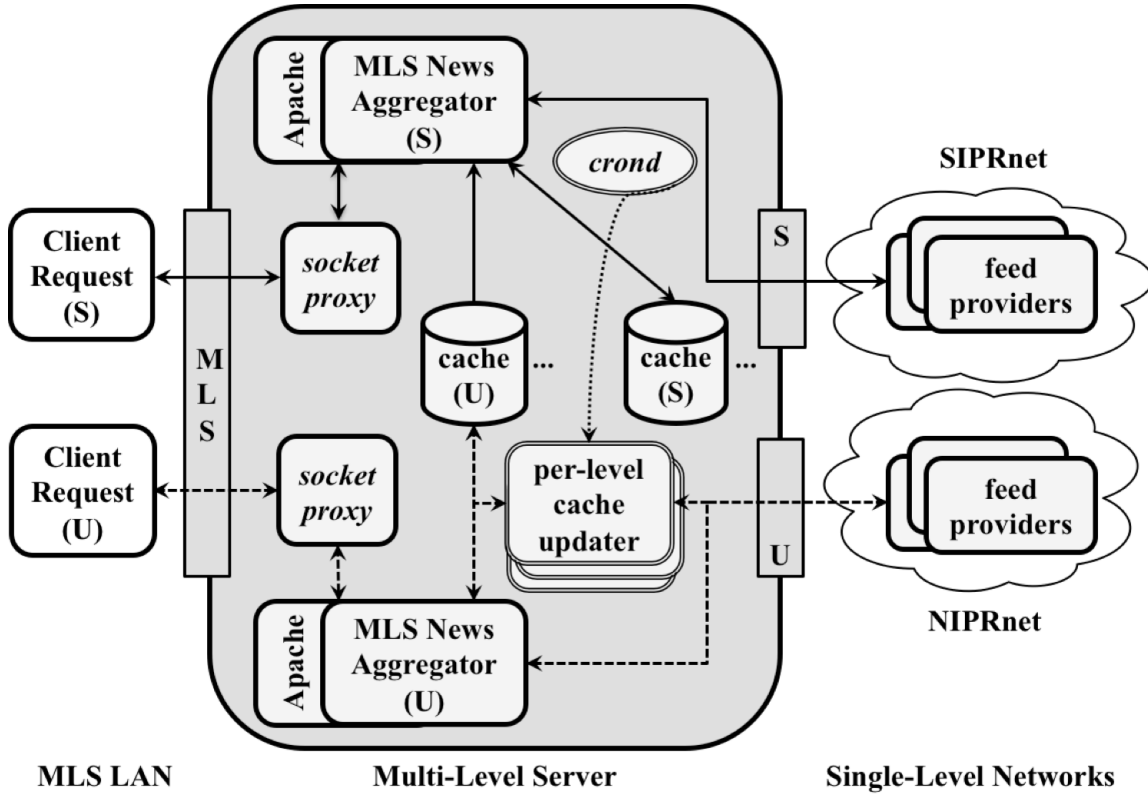 Apache
MLS News
Aggregator
(S)
crond
SIPRnet
Client
Request
(S)
socket
proxy
S
feed
providers
MLS
cache
(U)
...
cache
(S)
...
Client
Request
(U)
socket
proxy
per-level
cache
updater
U
feed
providers
NIPRnet
Apache
MLS News
Aggregator
(U)
MLS LAN
Multi-Level Server
Single-Level Networks